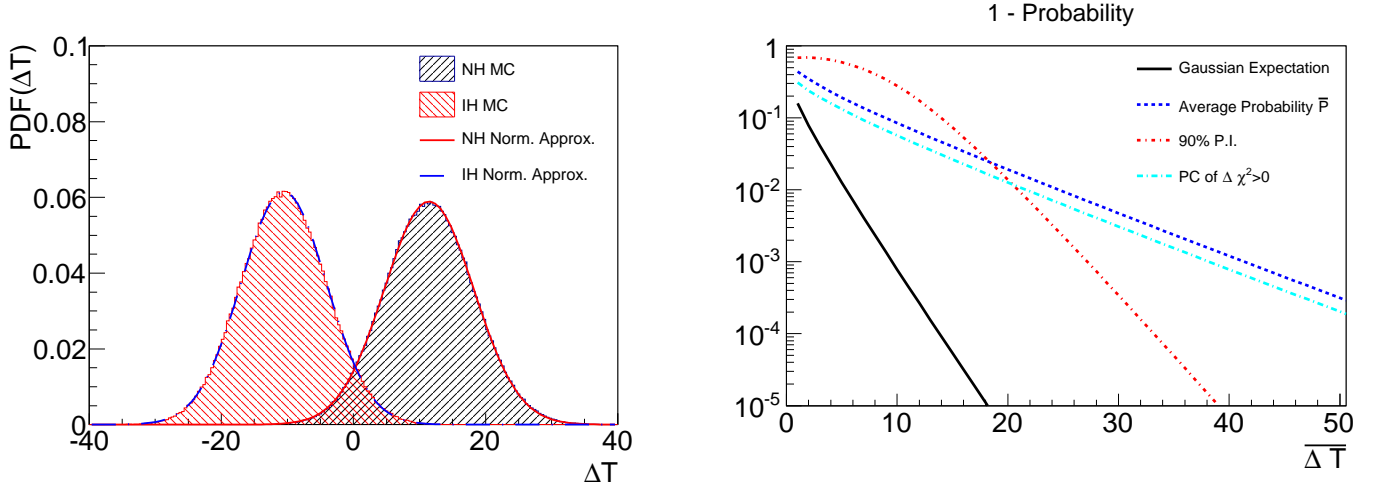 PDF(ΔT)
0.1
0.08
0.06
0.04
0.02
0
-40
-20
0
20
40
ΔT
NH MC
IH MC
NH Norm. Approx.
IH Norm. Approx.
1 - Probability
1
10⁻¹
10⁻²
10⁻³
10⁻⁴
10⁻⁵
0
10
20
30
40
50
Δ̅ ̅T̅
Gaussian Expectation
Average Probability P̅
90% P.I.
PC of Δ χ²>0